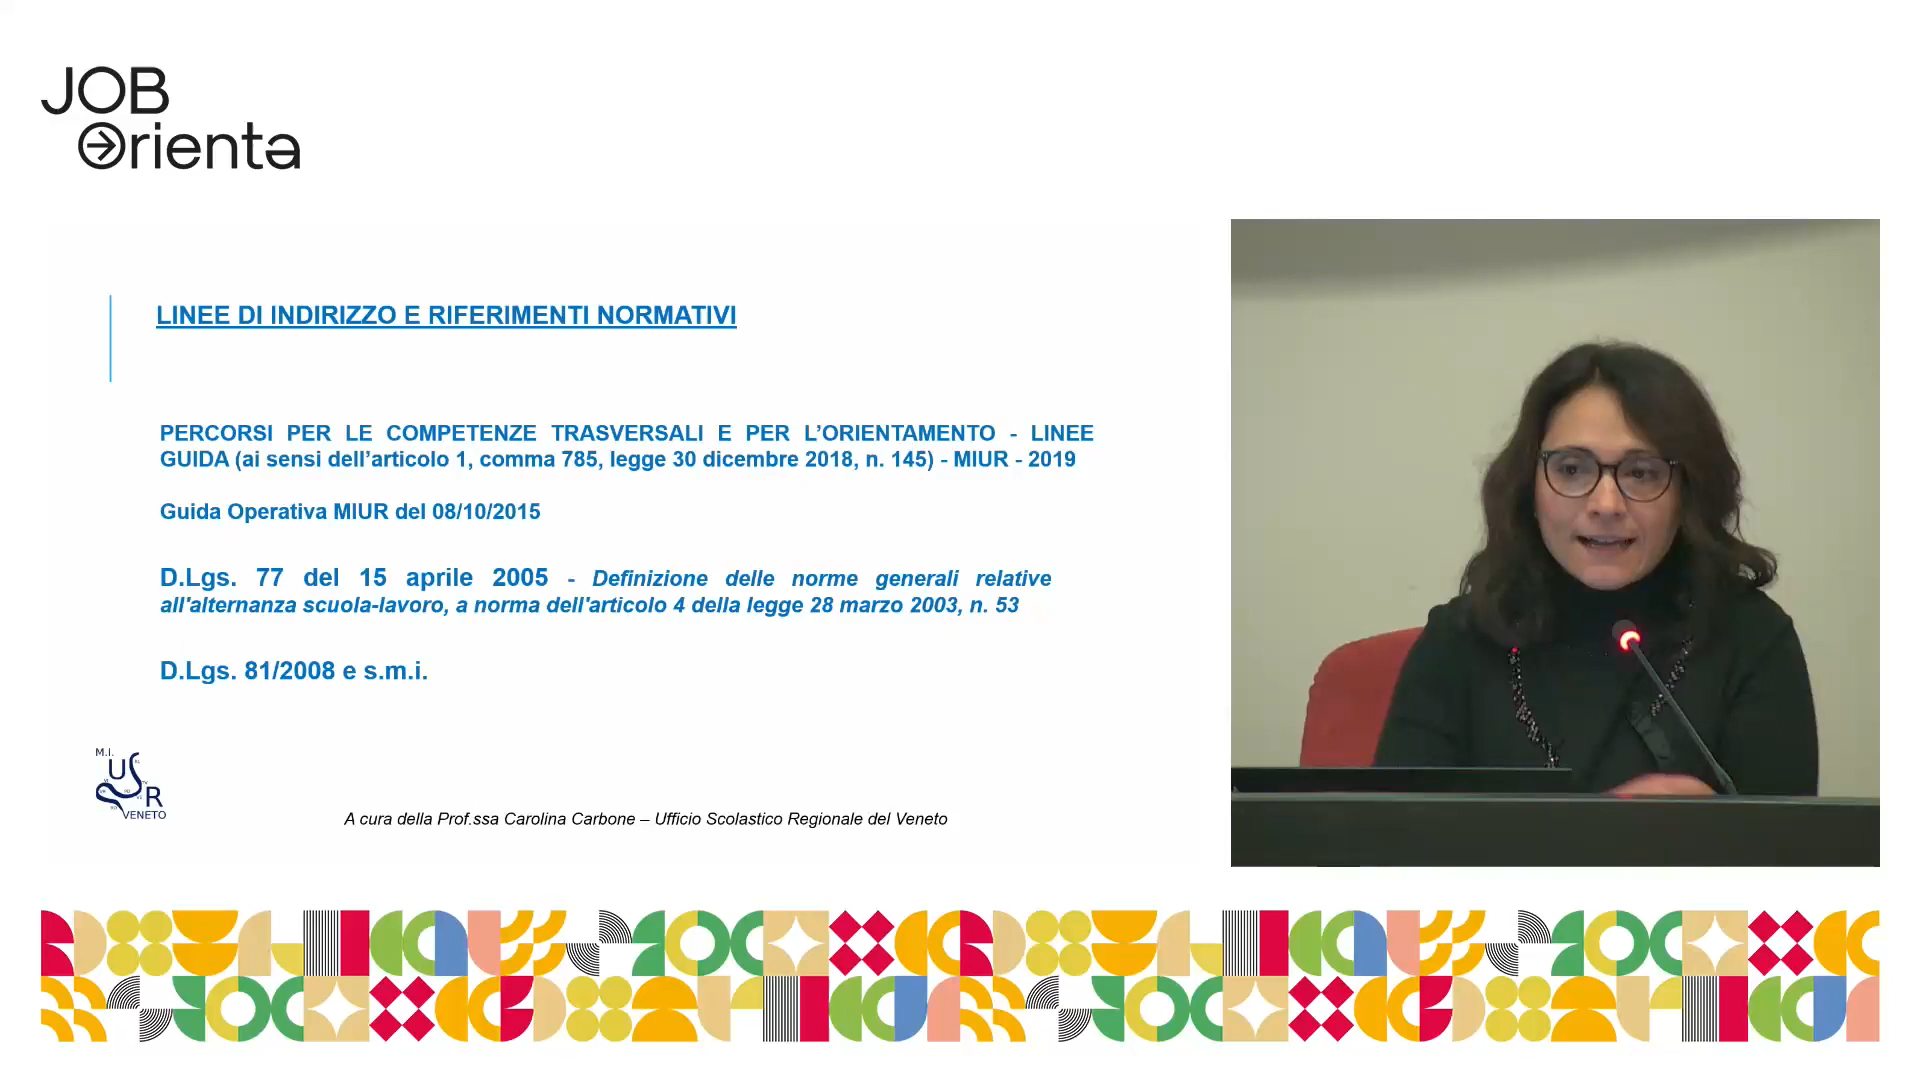 JOB
Orienta
LINEE DI INDIRIZZO E RIFERIMENTI NORMATIVI
PERCORSI PER LE COMPETENZE TRASVERSALI E PER L’ORIENTAMENTO - LINEE
GUIDA (ai sensi dell’articolo 1, comma 785, legge 30 dicembre 2018, n. 145) - MIUR - 2019
Guida Operativa MIUR del 08/10/2015
D.Lgs. 77 del 15 aprile 2005 - Definizione delle norme generali relative
all'alternanza scuola-lavoro, a norma dell'articolo 4 della legge 28 marzo 2003, n. 53
D.Lgs. 81/2008 e s.m.i.
M.I.
USR
VENETO
A cura della Prof.ssa Carolina Carbone – Ufficio Scolastico Regionale del Veneto